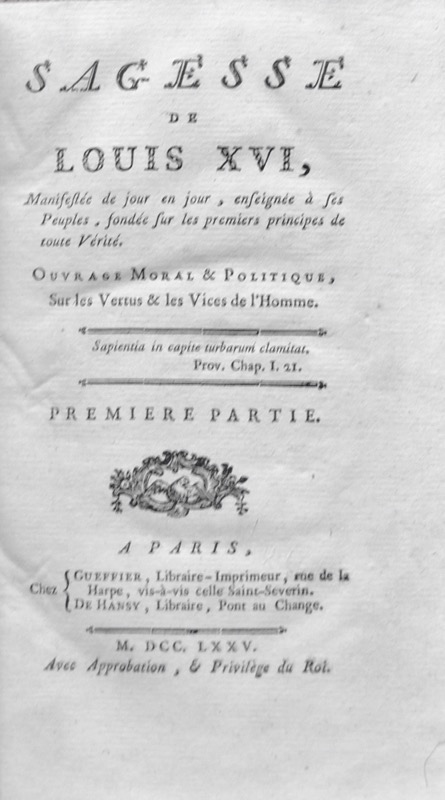 SAGESSE
DE
LOUIS XVI,
Manifeſtée de jour en jour, enſeignée à ſes
Peuples, fondée ſur les premiers principes de
toute Vérité.
OUVRAGE MORAL & POLITIQUE,
Sur les Vertus & les Vices de l'Homme.
Sapientia in capite turbarum clamitat.
Prov. Chap. I. 21.
PREMIERE PARTIE.
A PARIS,
Chez
GUEFFIER, Libraire-Imprimeur, rue de la
Harpe, vis-à-vis celle Saint-Severin.
DE HANSY, Libraire, Pont au Change.
M. DCC. LXXV.
Avec Approbation, & Privilége du Roi.